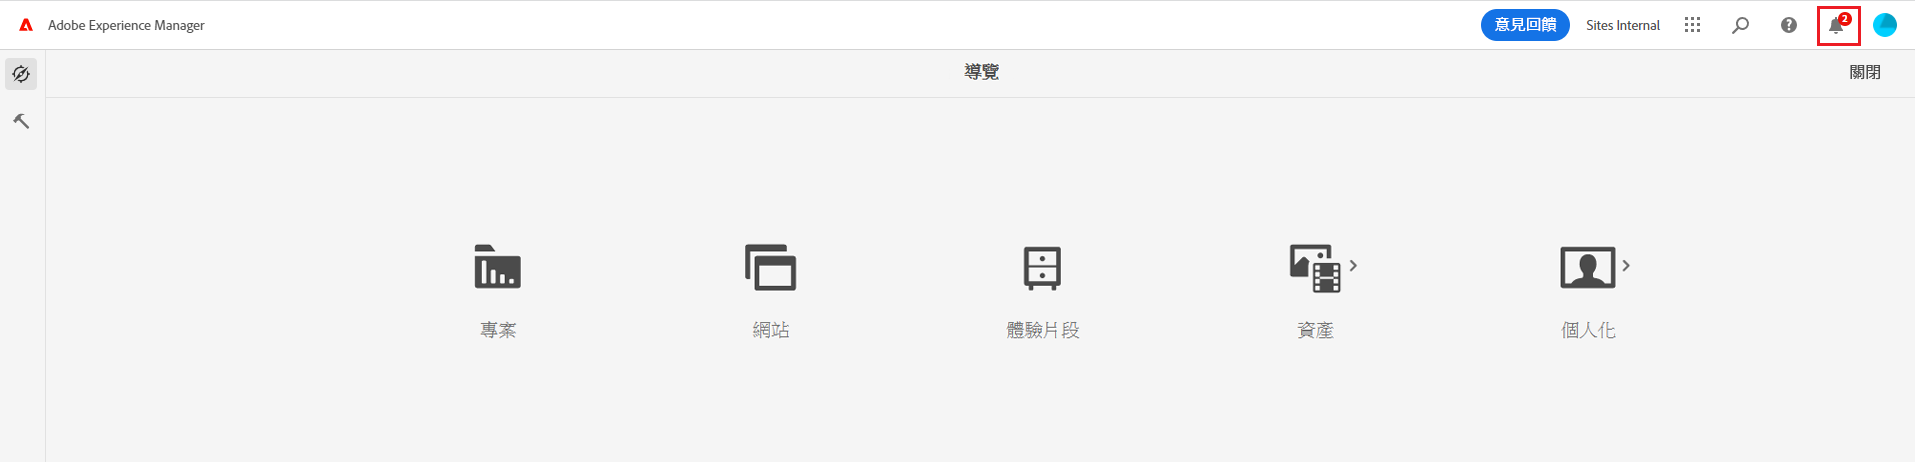 Adobe Experience Manager
意見回饋
Sites Internal
2
導覽
關閉
專案
網站
體驗片段
資產
個人化